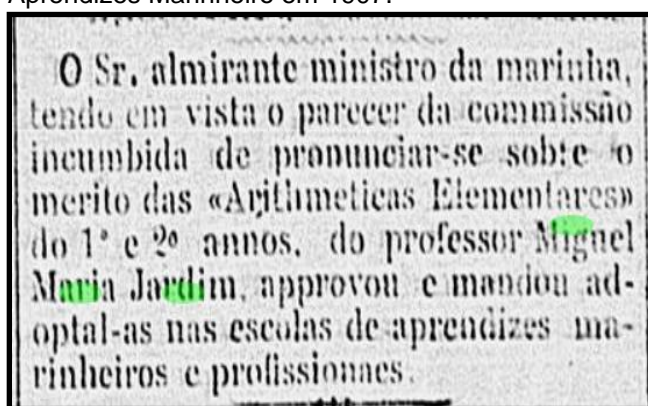 Aprendizes Marinheiro em 1907.
O Sr. almirante ministro da marinha,
tendo em vista o parecer da commissão
incumbida de pronunciar-se sobre o
merito das «Arithmeticas Elementares»
do 1º e 2º annos, do professor Miguel
Maria Jardim, approvou e mandou ad-
optal-as nas escolas de aprendizes ma-
rinheiros e profissionaes.